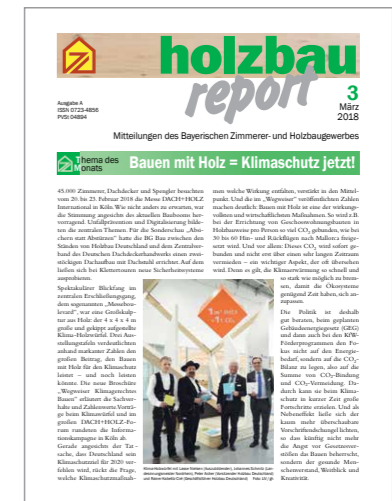 holzbau
report
Ausgabe A
ISSN 0723-4856
PVSt 04894
3
März
2018
Mitteilungen des Bayerischen Zimmerer- und Holzbaugewerbes
Thema des
Monats
Bauen mit Holz = Klimaschutz jetzt!
45.000 Zimmerer, Dachdecker und Spengler besuchten
vom 20. bis 23. Februar 2018 die Messe DACH+HOLZ
International in Köln. Wie nicht anders zu erwarten, war
die Stimmung angesichts des aktuellen Baubooms her-
vorragend. Unfallprävention und Digitalisierung bilde-
ten die zentralen Themen. Für die Sonderschau „Absi-
chern statt Abstürzen“ hatte die BG Bau zwischen den
Ständen von Holzbau Deutschland und dem Zentralver-
band des Deutschen Dachdeckerhandwerks einen zwei-
stöckigen Dachaufbau mit Dachstuhl errichtet. Auf dem
ließen sich bei Klettertouren neue Sicherheitssysteme
ausprobieren.
Spektakulärer Blickfang im
zentralen Erschließungsgang,
dem sogenannten „Messebou-
levard“, war eine Großskulp-
tur aus Holz: der 4 x 4 x 4 m
große und gekippt aufgestellte
Klima-Holzwürfel. Drei Aus-
stellungstafeln verdeutlichten
anhand markanter Zahlen den
großen Beitrag, den Bauen
mit Holz für den Klimaschutz
leistet – und noch leisten
könnte. Die neue Broschüre
„Wegweiser Klimagerechtes
Bauen“ erläutert die Sachver-
halte und Zahlenwerte. Vorträ-
ge beim Klimawürfel und im
großen DACH+HOLZ-Fo-
rum rundeten die Informa-
tionskampagne in Köln ab.
Gerade angesichts der Tat-
sache, dass Deutschland sein
Klimaschutzziel für 2020 ver-
fehlen wird, rückt die Frage,
welche Klimaschutzmaßnah-
men welche Wirkung entfalten, verstärkt in den Mittel-
punkt. Und die im „Wegweiser“ veröffentlichten Zahlen
machen deutlich: Bauen mit Holz ist eine der wirkungs-
vollsten und wirtschaftlichsten Maßnahmen. So wird z.B.
bei der Errichtung von Geschosswohnungsbauten in
Holzbauweise pro Person so viel CO₂ gebunden, wie bei
30 bis 60 Hin- und Rückflügen nach Mallorca freige-
setzt wird. Und vor allem: Dieses CO₂ wird sofort ge-
bunden und nicht erst über einen sehr langen Zeitraum
vermieden – ein wichtiger Aspekt, der oft übersehen
wird. Denn es gilt, die Klimaerwärmung so schnell und
so stark wie möglich zu brem-
sen, damit die Ökosysteme
genügend Zeit haben, sich an-
zupassen.
Die Politik ist deshalb
gut beraten, beim geplanten
Gebäudeenergiegesetz (GEG)
und dann auch bei den KfW-
Förderprogrammen den Fo-
kus nicht auf den Energie-
bedarf, sondern auf die CO₂-
Bilanz zu legen, also auf die
Summe von CO₂-Bindung
und CO₂-Vermeidung. Da-
durch kann sie beim Klima-
schutz in kurzer Zeit große
Fortschritte erzielen. Und als
Nebeneffekt ließe sich der
kaum mehr überschaubare
Vorschriftendschungel lichten,
so das künftig nicht mehr
die Angst vor Gesetzesver-
stößen das Bauen beherrscht,
sondern der gesunde Men-
schenverstand, Weitblick und
Kreativität.